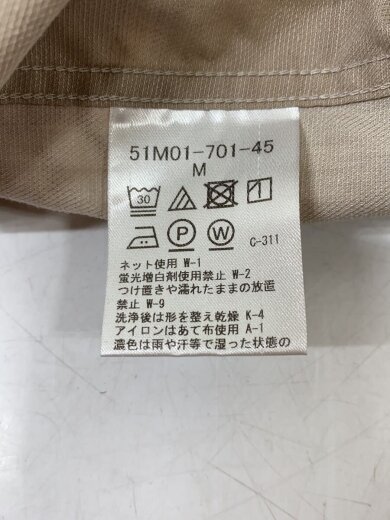 51M01-701-45
M
30
P W C-311
ネット使用 W-1
蛍光増白剤使用禁止 W-2
つけ置きや濡れたままの放置
禁止 W-9
洗浄後は形を整え乾燥 K-4
アイロンはあて布使用 A-1
濃色は雨や汗等で湿った状態の